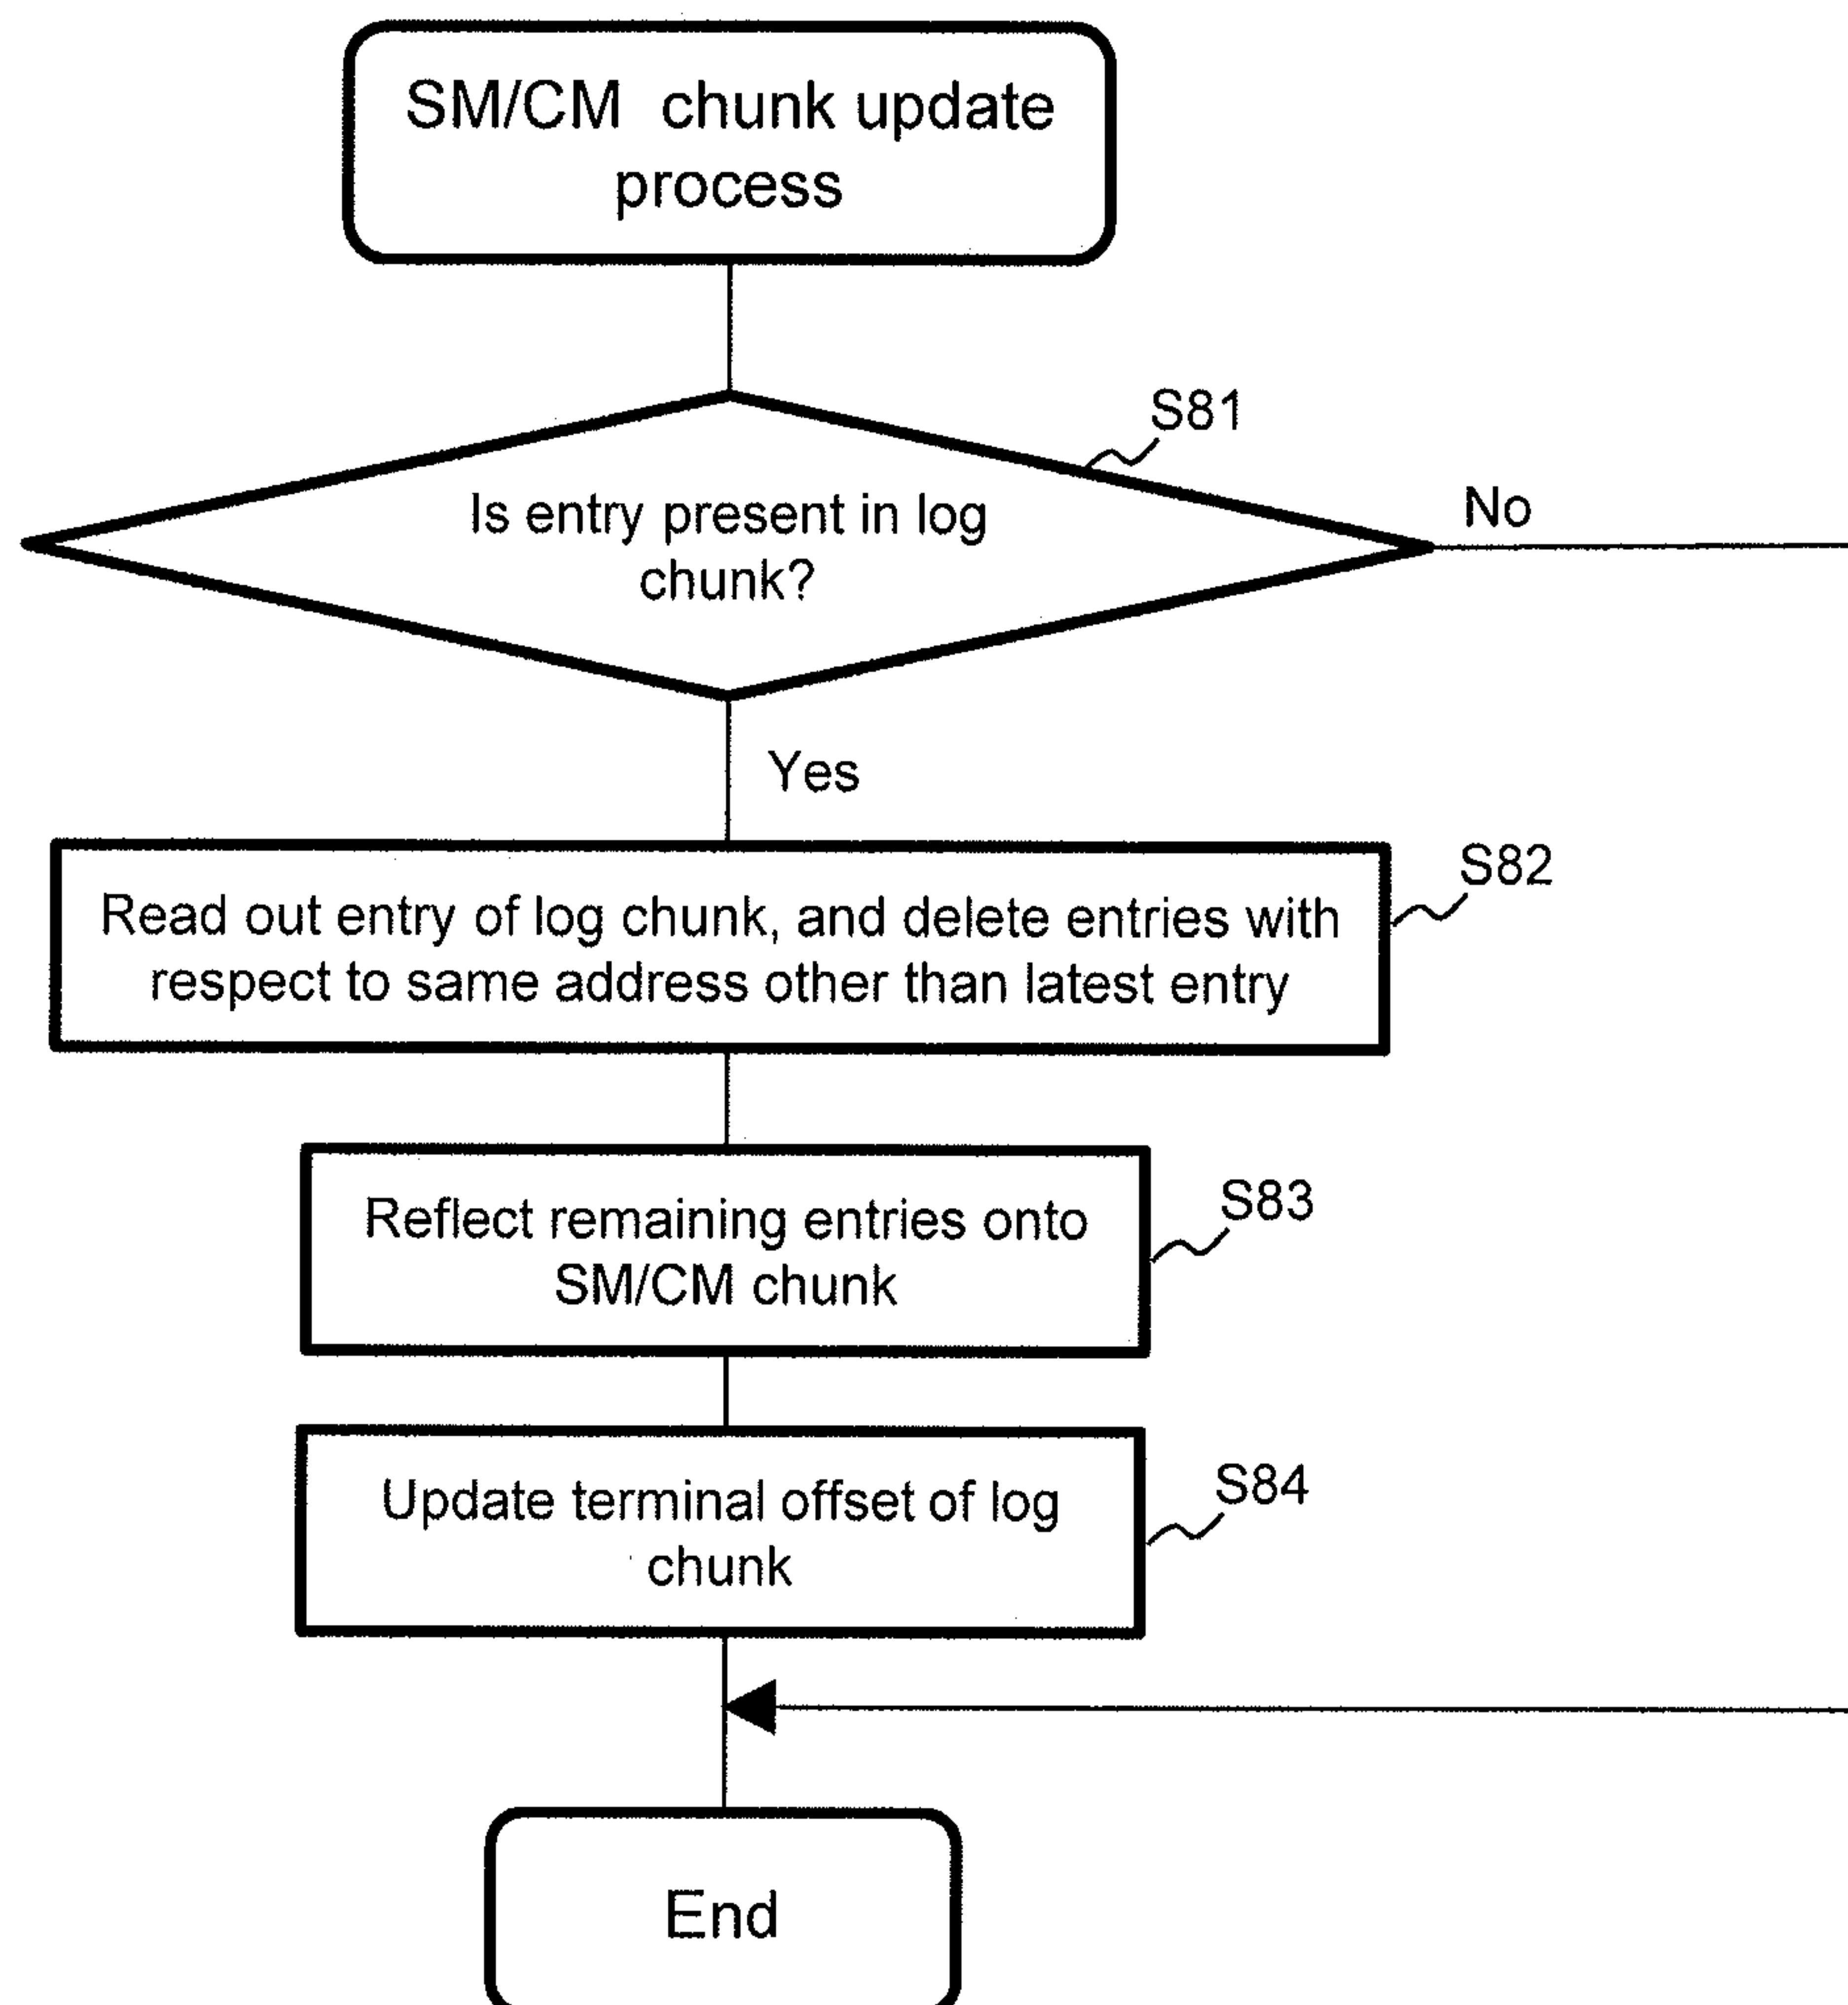 SM/CM chunk update
process
S81
Is entry present in log
chunk?
No
Yes
S82
Read out entry of log chunk, and delete entries with
respect to same address other than latest entry
S83
Reflect remaining entries onto
SM/CM chunk
S84
Update terminal offset of log
chunk
End